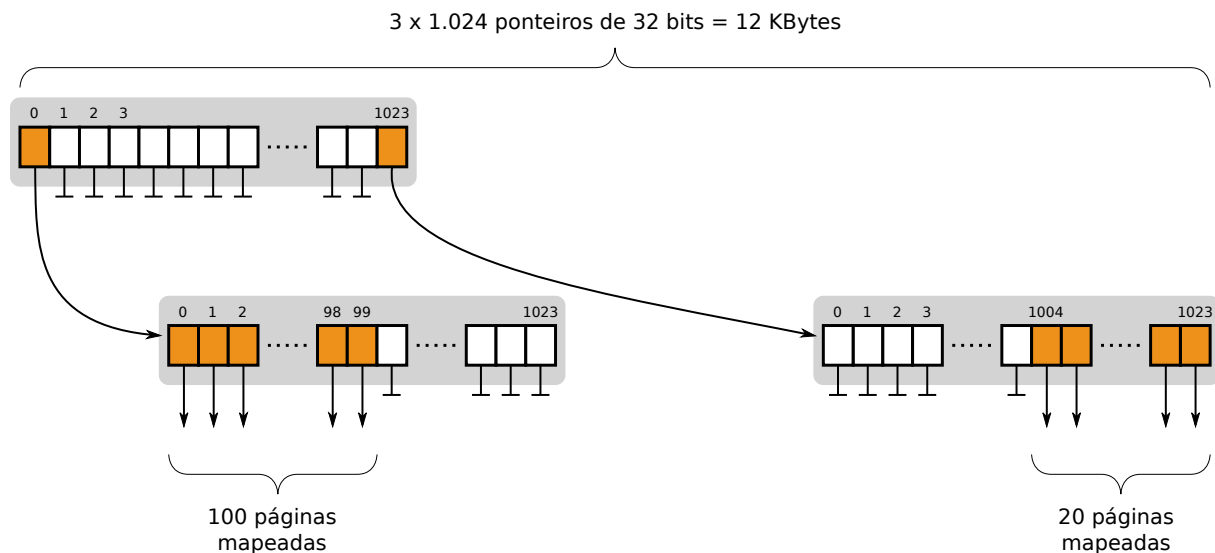 3 x 1.024 ponteiros de 32 bits = 12 KBytes
0 1 2 3 1023
0 1 2 98 99 1023
0 1 2 3 1004 1023
100 páginas
mapeadas
20 páginas
mapeadas